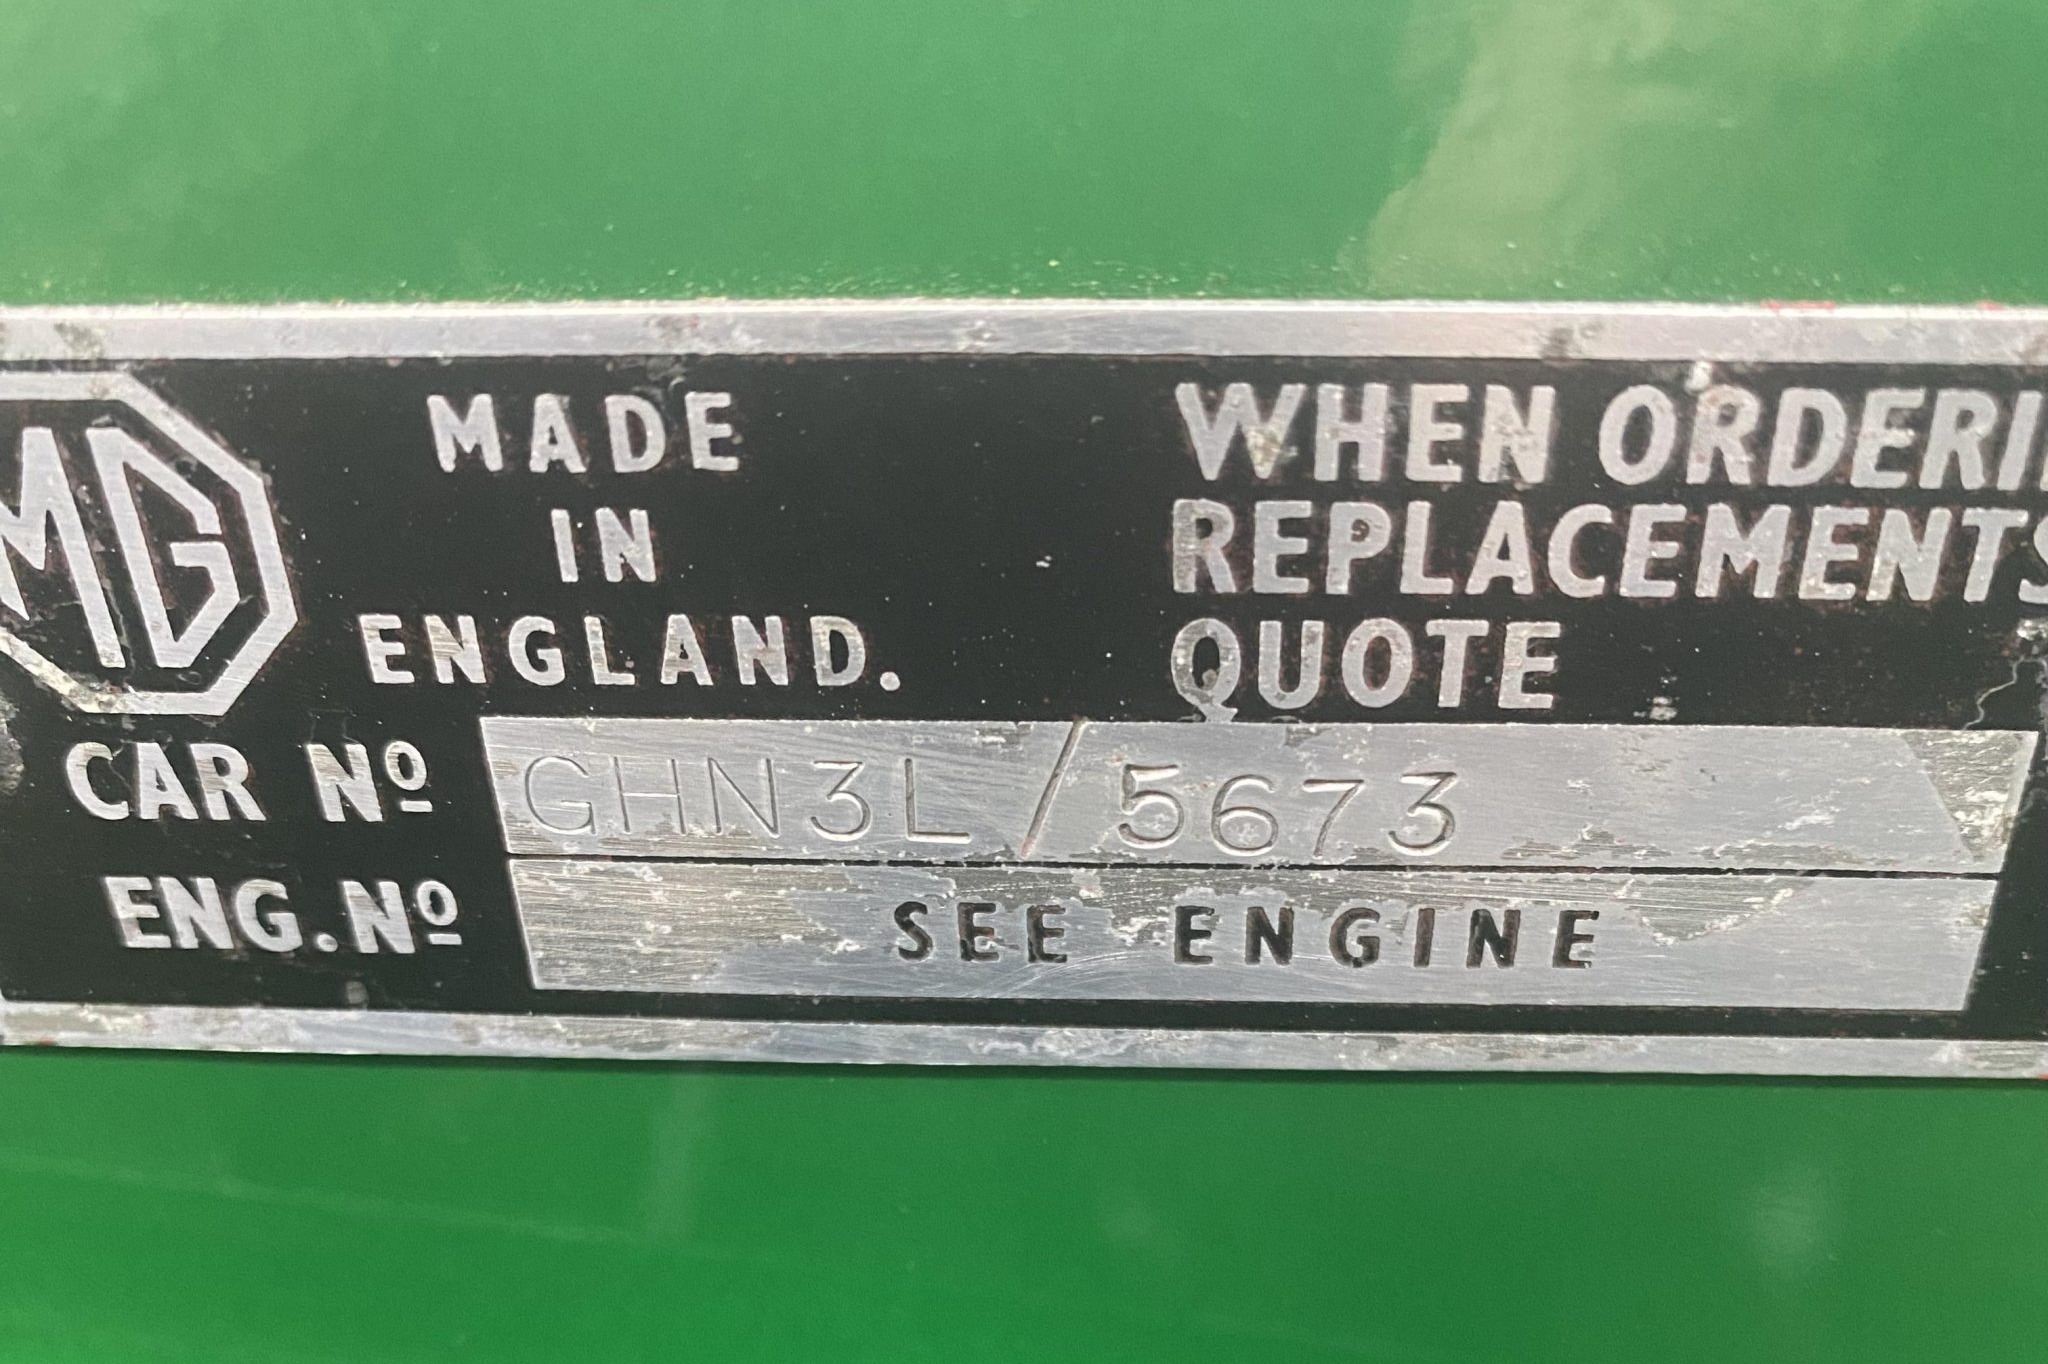 MG
MADE
IN
ENGLAND.
WHEN ORDERI
REPLACEMENTS
QUOTE
CAR Nº GHN3L/5673
ENG. Nº SEE ENGINE